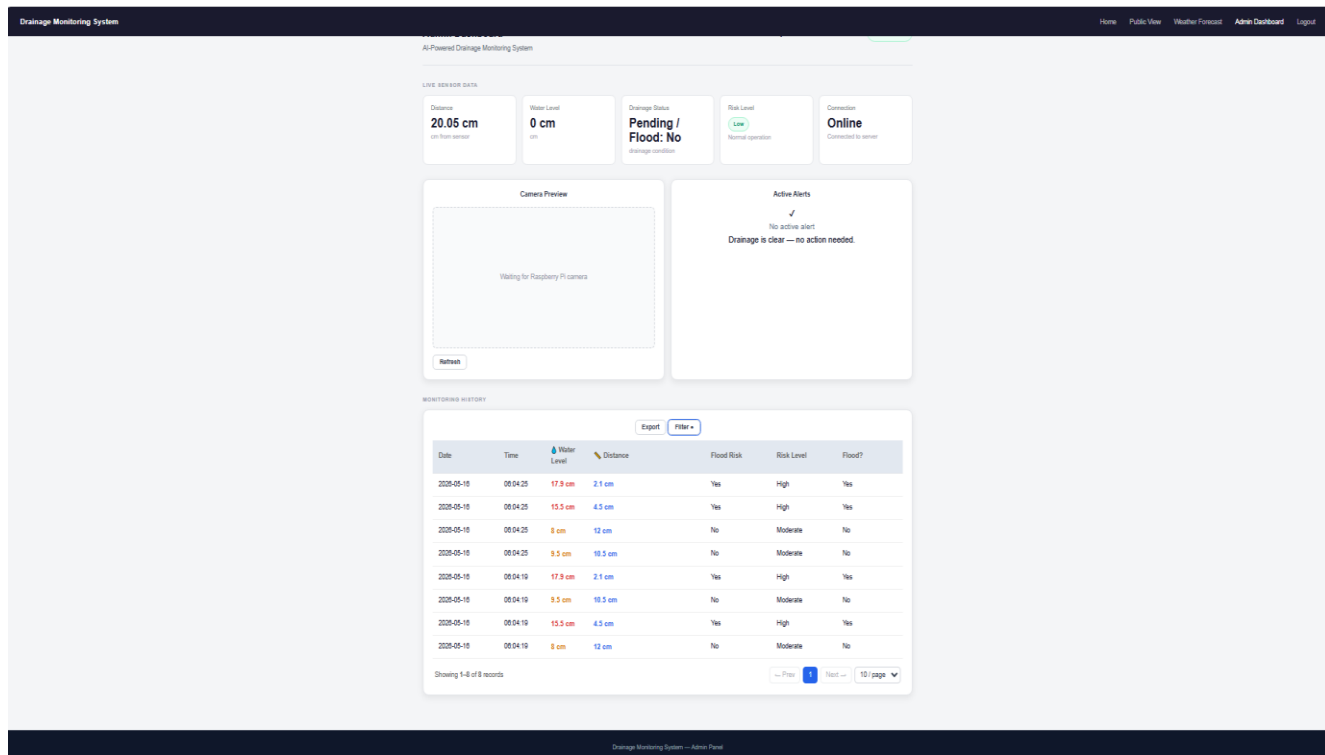 Drainage Monitoring System
Home Public View Weather Forecast Admin Dashboard Logout
AI-Powered Drainage Monitoring System
LIVE SENSOR DATA
Distance
20.05 cm
cm from sensor
Water Level
0 cm
cm
Drainage Status
Pending /
Flood: No
drainage condition
Risk Level
Low
Normal operation
Connection
Online
Connected to server
Camera Preview
Waiting for Raspberry Pi camera
Refresh
Active Alerts
✓
No active alert
Drainage is clear — no action needed.
MONITORING HISTORY
Export Filter
Date Time 💧 Water Level 📏 Distance Flood Risk Risk Level Flood?
2026-05-16 06:04:25 17.9 cm 2.1 cm Yes High Yes
2026-05-16 06:04:25 15.5 cm 4.5 cm Yes High Yes
2026-05-16 06:04:25 8 cm 12 cm No Moderate No
2026-05-16 06:04:25 9.5 cm 10.5 cm No Moderate No
2026-05-16 06:04:19 17.9 cm 2.1 cm Yes High Yes
2026-05-16 06:04:19 9.5 cm 10.5 cm No Moderate No
2026-05-16 06:04:19 15.5 cm 4.5 cm Yes High Yes
2026-05-16 06:04:19 8 cm 12 cm No Moderate No
Showing 1–8 of 8 records
← Prev 1 Next → 10 / page
Drainage Monitoring System — Admin Panel